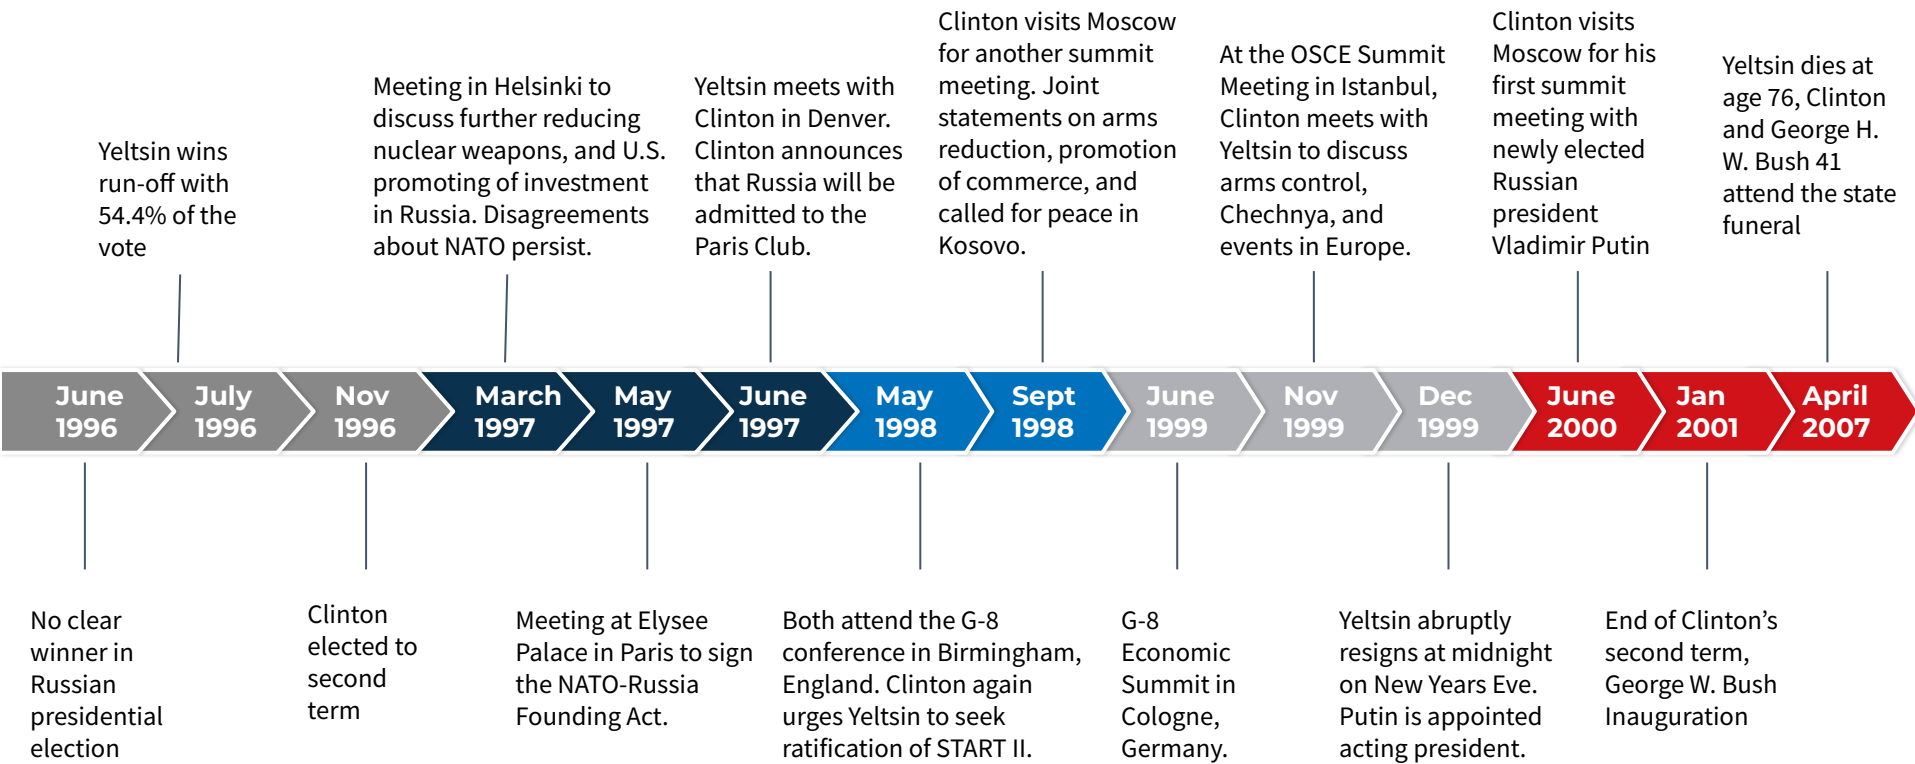 Yeltsin wins
run-off with
54.4% of the
vote
Meeting in Helsinki to
discuss further reducing
nuclear weapons, and U.S.
promoting of investment
in Russia. Disagreements
about NATO persist.
Yeltsin meets with
Clinton in Denver.
Clinton announces
that Russia will be
admitted to the
Paris Club.
Clinton visits Moscow
for another summit
meeting. Joint
statements on arms
reduction, promotion
of commerce, and
called for peace in
Kosovo.
At the OSCE Summit
Meeting in Istanbul,
Clinton meets with
Yeltsin to discuss
arms control,
Chechnya, and
events in Europe.
Clinton visits
Moscow for his
first summit
meeting with
newly elected
Russian
president
Vladimir Putin
Yeltsin dies at
age 76, Clinton
and George H.
W. Bush 41
attend the state
funeral
June
1996
July
1996
Nov
1996
March
1997
May
1997
June
1997
May
1998
Sept
1998
June
1999
Nov
1999
Dec
1999
June
2000
Jan
2001
April
2007
No clear
winner in
Russian
presidential
election
Clinton
elected to
second
term
Meeting at Elysee
Palace in Paris to sign
the NATO-Russia
Founding Act.
Both attend the G-8
conference in Birmingham,
England. Clinton again
urges Yeltsin to seek
ratification of START II.
G-8
Economic
Summit in
Cologne,
Germany.
Yeltsin abruptly
resigns at midnight
on New Years Eve.
Putin is appointed
acting president.
End of Clinton’s
second term,
George W. Bush
Inauguration